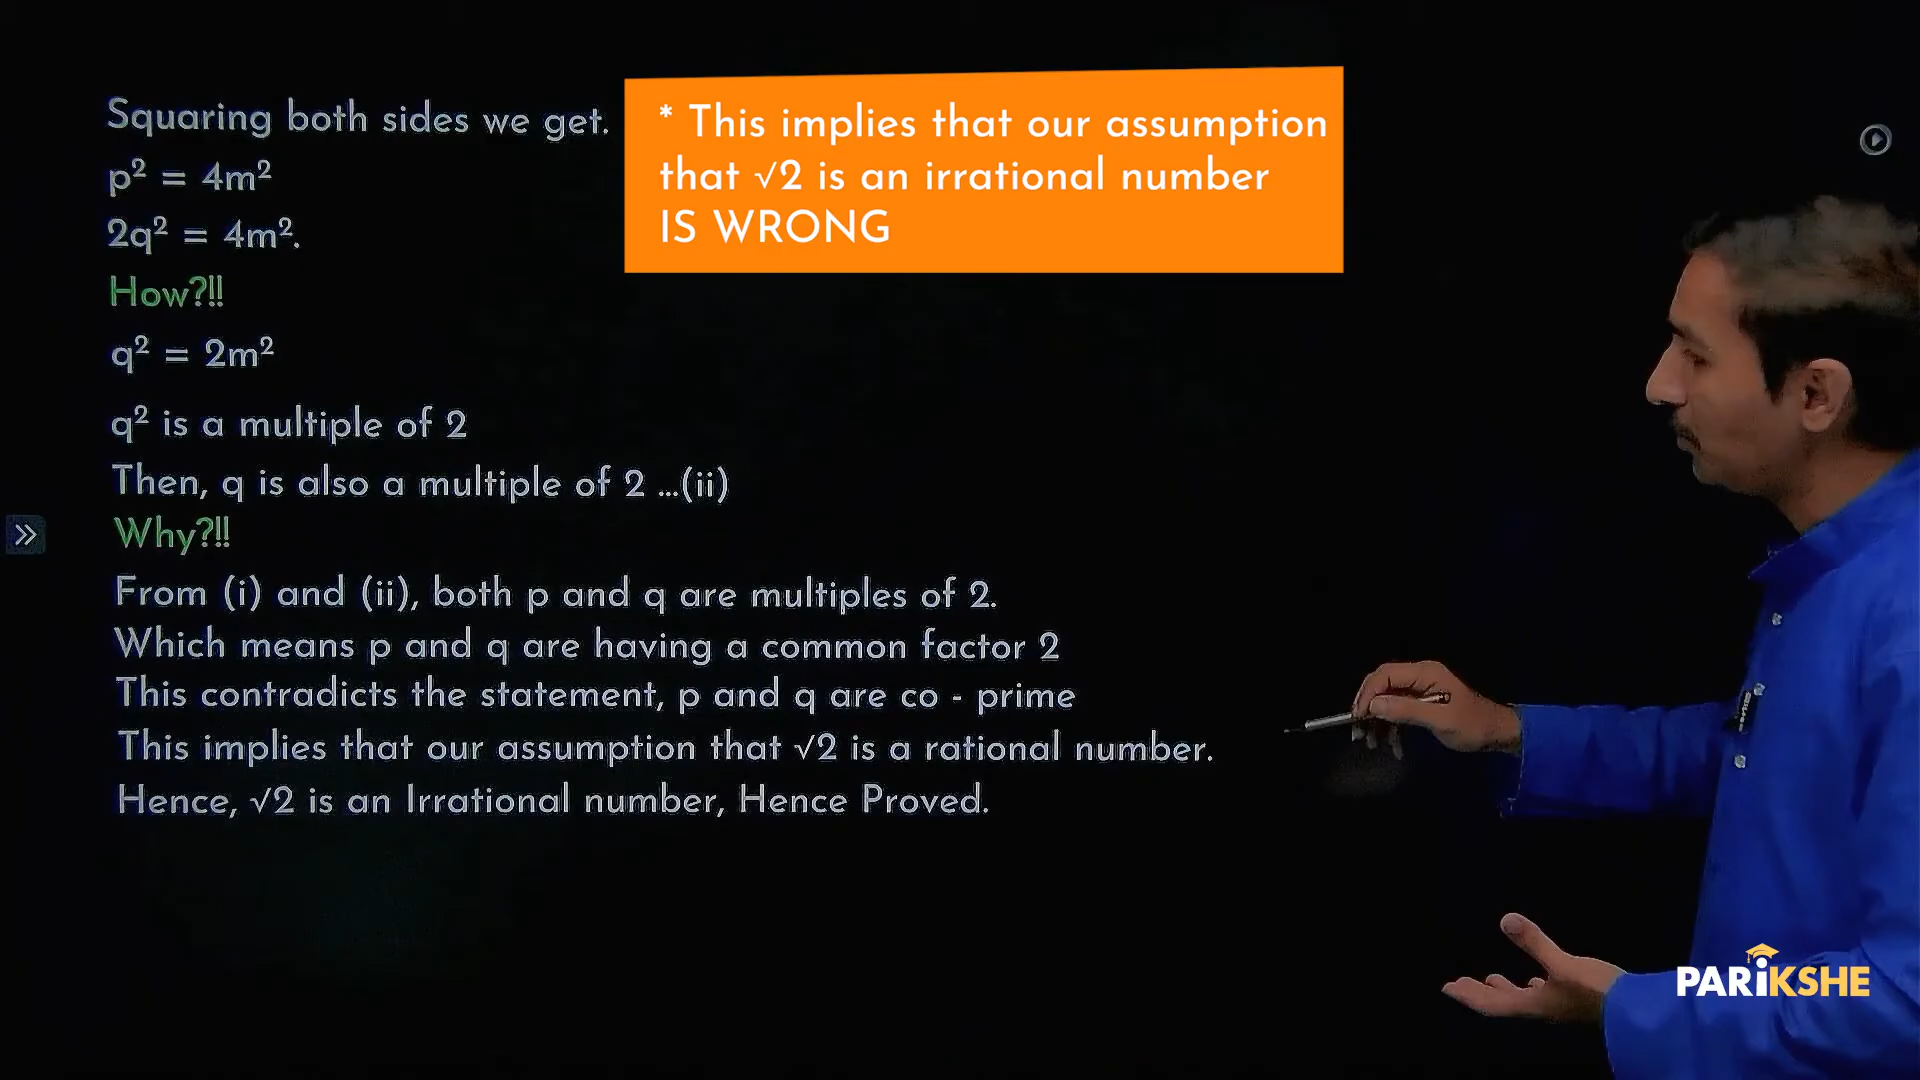 Squaring both sides we get.
p² = 4m²
2q² = 4m².
How?!!
q² = 2m²
q² is a multiple of 2
Then, q is also a multiple of 2 ...(ii)
Why?!!
From (i) and (ii), both p and q are multiples of 2.
Which means p and q are having a common factor 2
This contradicts the statement, p and q are co - prime
This implies that our assumption that √2 is a rational number.
Hence, √2 is an Irrational number, Hence Proved.
* This implies that our assumption
that √2 is an irrational number
IS WRONG
PARiKSHE